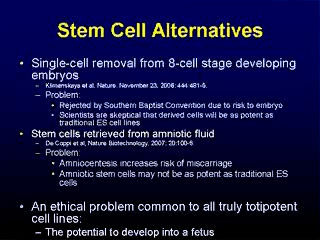 Stem Cell Alternatives
• Single-cell removal from 8-cell stage developing
embryos
– Klimanskaya et al. Nature. November 23, 2006; 444:481-5.
– Problem:
• Rejected by Southern Baptist Convention due to risk to embryo
• Scientists are skeptical that derived cells will be as potent as
traditional ES cell lines
• Stem cells retrieved from amniotic fluid
– De Coppi et al, Nature Biotechnology, 2007; 20:100-6.
– Problem:
• Amniocentesis increases risk of miscarriage
• Amniotic stem cells may not be as potent as traditional ES
cells
• An ethical problem common to all truly totipotent
cell lines:
– The potential to develop into a fetus